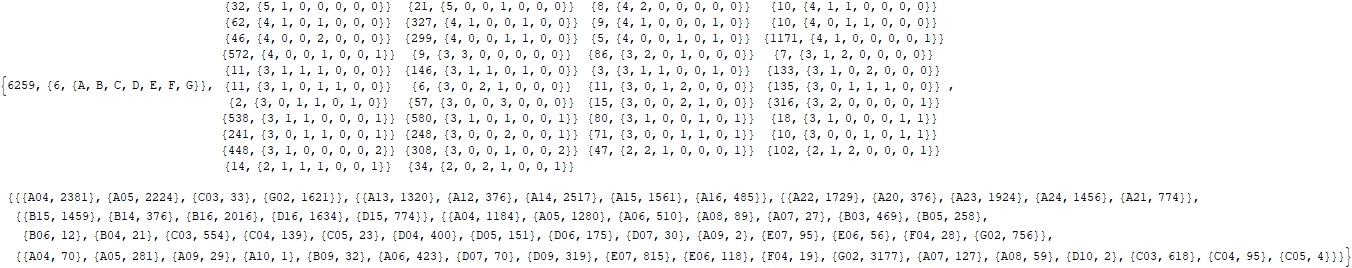 {32, {5, 1, 0, 0, 0, 0, 0}} {21, {5, 0, 0, 1, 0, 0, 0}} {8, {4, 2, 0, 0, 0, 0, 0}} {10, {4, 1, 1, 0, 0, 0, 0}}
{62, {4, 1, 0, 1, 0, 0, 0}} {327, {4, 1, 0, 0, 1, 0, 0}} {9, {4, 1, 0, 0, 0, 1, 0}} {10, {4, 0, 1, 1, 0, 0, 0}}
{46, {4, 0, 0, 2, 0, 0, 0}} {299, {4, 0, 0, 1, 1, 0, 0}} {5, {4, 0, 0, 1, 0, 1, 0}} {1171, {4, 1, 0, 0, 0, 0, 1}}
{572, {4, 0, 0, 1, 0, 0, 1}} {9, {3, 3, 0, 0, 0, 0, 0}} {86, {3, 2, 0, 1, 0, 0, 0}} {7, {3, 1, 2, 0, 0, 0, 0}}
{11, {3, 1, 1, 1, 0, 0, 0}} {146, {3, 1, 1, 0, 1, 0, 0}} {3, {3, 1, 1, 0, 0, 1, 0}} {133, {3, 1, 0, 2, 0, 0, 0}}
{6259, {6, {A, B, C, D, E, F, G}}, {11, {3, 1, 0, 1, 1, 0, 0}} {6, {3, 0, 2, 1, 0, 0, 0}} {11, {3, 0, 1, 2, 0, 0, 0}} {135, {3, 0, 1, 1, 1, 0, 0}} ,
{2, {3, 0, 1, 1, 0, 1, 0}} {57, {3, 0, 0, 3, 0, 0, 0}} {15, {3, 0, 0, 2, 1, 0, 0}} {316, {3, 2, 0, 0, 0, 0, 1}}
{538, {3, 1, 1, 0, 0, 0, 1}} {580, {3, 1, 0, 1, 0, 0, 1}} {80, {3, 1, 0, 0, 1, 0, 1}} {18, {3, 1, 0, 0, 0, 1, 1}}
{241, {3, 0, 1, 1, 0, 0, 1}} {248, {3, 0, 0, 2, 0, 0, 1}} {71, {3, 0, 0, 1, 1, 0, 1}} {10, {3, 0, 0, 1, 0, 1, 1}}
{448, {3, 1, 0, 0, 0, 0, 2}} {308, {3, 0, 0, 1, 0, 0, 2}} {47, {2, 2, 1, 0, 0, 0, 1}} {102, {2, 1, 2, 0, 0, 0, 1}}
{14, {2, 1, 1, 1, 0, 0, 1}} {34, {2, 0, 2, 1, 0, 0, 1}}
{{{A04, 2381}, {A05, 2224}, {C03, 33}, {G02, 1621}}, {{A13, 1320}, {A12, 376}, {A14, 2517}, {A15, 1561}, {A16, 485}}, {{A22, 1729}, {A20, 376}, {A23, 1924}, {A24, 1456}, {A21, 774}},
{{B15, 1459}, {B14, 376}, {B16, 2016}, {D16, 1634}, {D15, 774}}, {{A04, 1184}, {A05, 1280}, {A06, 510}, {A08, 89}, {A07, 27}, {B03, 469}, {B05, 258},
{B06, 12}, {B04, 21}, {C03, 554}, {C04, 139}, {C05, 23}, {D04, 400}, {D05, 151}, {D06, 175}, {D07, 30}, {A09, 2}, {E07, 95}, {E06, 56}, {F04, 28}, {G02, 756}},
{{A04, 70}, {A05, 281}, {A09, 29}, {A10, 1}, {B09, 32}, {A06, 423}, {D07, 70}, {D09, 319}, {E07, 815}, {E06, 118}, {F04, 19}, {G02, 3177}, {A07, 127}, {A08, 59}, {D10, 2}, {C03, 618}, {C04, 95}, {C05, 4}}}}